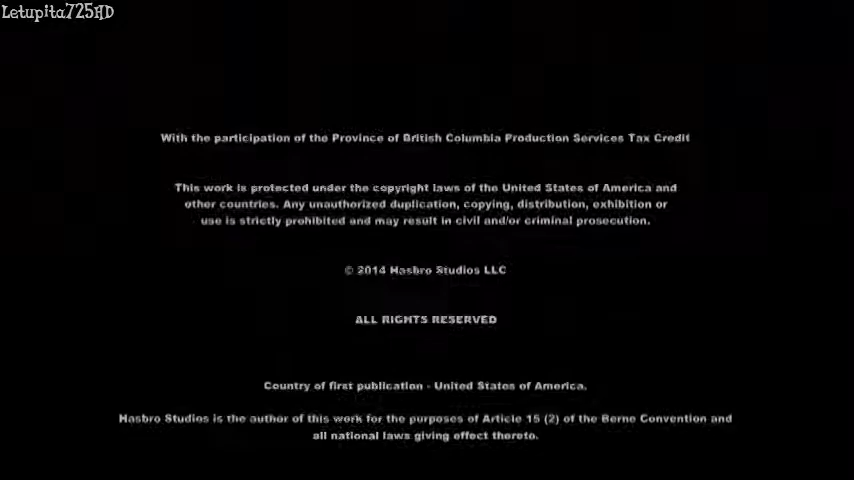 Letupita725HD
With the participation of the Province of British Columbia Production Services Tax Credit
This work is protected under the copyright laws of the United States of America and
other countries. Any unauthorized duplication, copying, distribution, exhibition or
use is strictly prohibited and may result in civil and/or criminal prosecution.
© 2014 Hasbro Studios LLC
ALL RIGHTS RESERVED
Country of first publication - United States of America.
Hasbro Studios is the author of this work for the purposes of Article 15 (2) of the Berne Convention and
all national laws giving effect thereto.